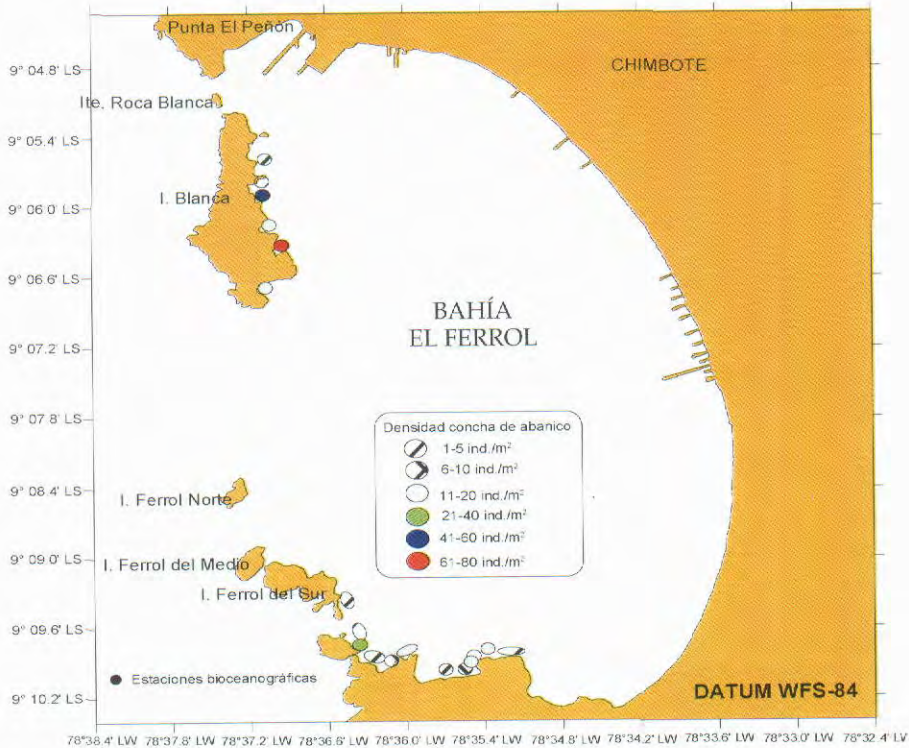 Punta El Peñón
9° 04.8' LS
CHIMBOTE
Ite. Roca Blanca
9° 05.4' LS
I. Blanca
9° 06.0' LS
9° 06.6' LS
BAHÍA
EL FERROL
9° 07.2' LS
9° 07.8' LS
Densidad concha de abanico
1-5 ind./m²
6-10 ind./m²
11-20 ind./m²
21-40 ind./m²
41-60 ind./m²
61-80 ind./m²
9° 08.4' LS
I. Ferrol Norte
9° 09.0' LS
I. Ferrol del Medio
I. Ferrol del Sur
9° 09.6' LS
Estaciones bioceanográficas
DATUM WFS-84
9° 10.2' LS
78°38.4' LW 78°37.8' LW 78°37.2' LW 78°36.6' LW 78°36.0' LW 78°35.4' LW 78°34.8' LW 78°34.2' LW 78°33.6' LW 78°33.0' LW 78°32.4' LV